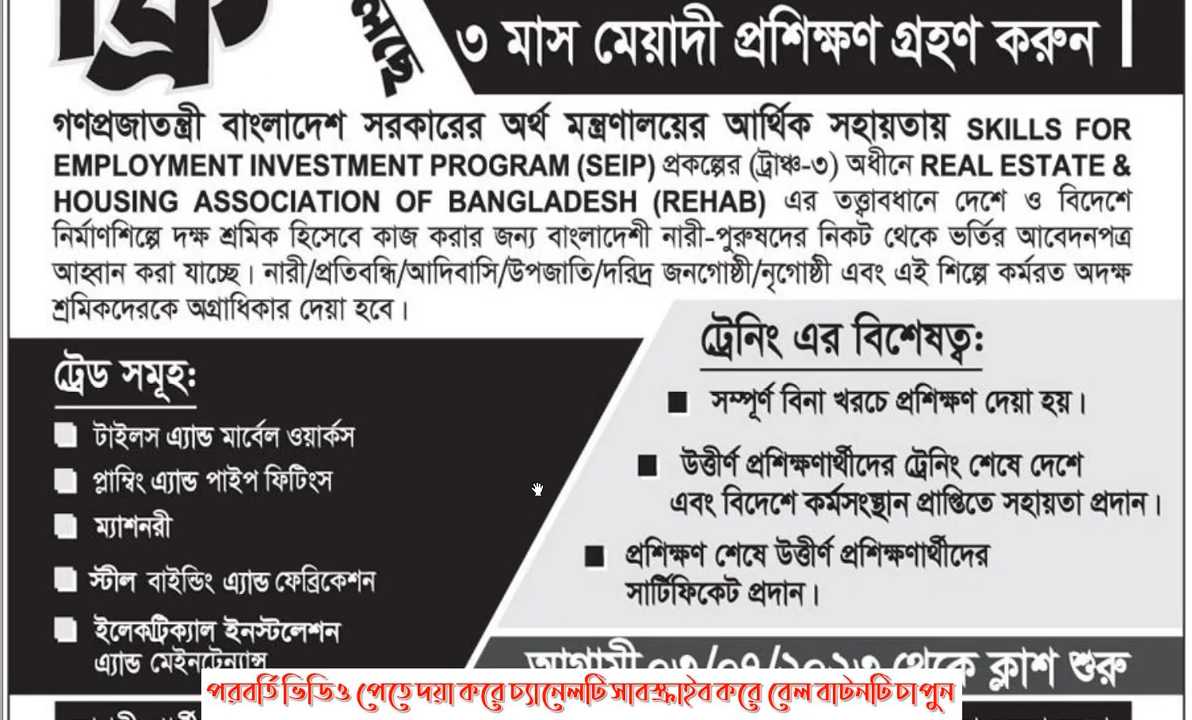 ফ্রি
৩ মাস মেয়াদী প্রশিক্ষণ গ্রহণ করুন
গণপ্রজাতন্ত্রী বাংলাদেশ সরকারের অর্থ মন্ত্রণালয়ের আর্থিক সহায়তায় SKILLS FOR
EMPLOYMENT INVESTMENT PROGRAM (SEIP) প্রকল্পের (ট্রাঞ্চ-৩) অধীনে REAL ESTATE &
HOUSING ASSOCIATION OF BANGLADESH (REHAB) এর তত্ত্বাবধানে দেশে ও বিদেশে
নির্মাণশিল্পে দক্ষ শ্রমিক হিসেবে কাজ করার জন্য বাংলাদেশী নারী-পুরুষদের নিকট থেকে ভর্তির আবেদনপত্র
আহ্বান করা যাচ্ছে। নারী/প্রতিবন্ধি/আদিবাসি/উপজাতি/দরিদ্র জনগোষ্ঠী/নৃগোষ্ঠী এবং এই শিল্পে কর্মরত অদক্ষ
শ্রমিকদেরকে অগ্রাধিকার দেয়া হবে।
ট্রেড সমূহ:
টাইলস এ্যান্ড মার্বেল ওয়ার্কস
প্লাম্বিং এ্যান্ড পাইপ ফিটিংস
ম্যাশনরী
স্টীল বাইন্ডিং এ্যান্ড ফেব্রিকেশন
ইলেকট্রিক্যাল ইনস্টলেশন
এ্যান্ড মেইনটেন্যান্স
ট্রেনিং এর বিশেষত্ব:
সম্পূর্ণ বিনা খরচে প্রশিক্ষণ দেয়া হয়।
উত্তীর্ণ প্রশিক্ষণার্থীদের ট্রেনিং শেষে দেশে
এবং বিদেশে কর্মসংস্থান প্রাপ্তিতে সহায়তা প্রদান।
প্রশিক্ষণ শেষে উত্তীর্ণ প্রশিক্ষণার্থীদের
সার্টিফিকেট প্রদান।
আগামী ০৩/০৭/২০২৩ থেকে ক্লাশ শুরু
পরবর্তি ভিডিও পেতে দয়া করে চ্যানেলটি সাবস্ক্রাইব করে বেল বাটনটি চাপুন